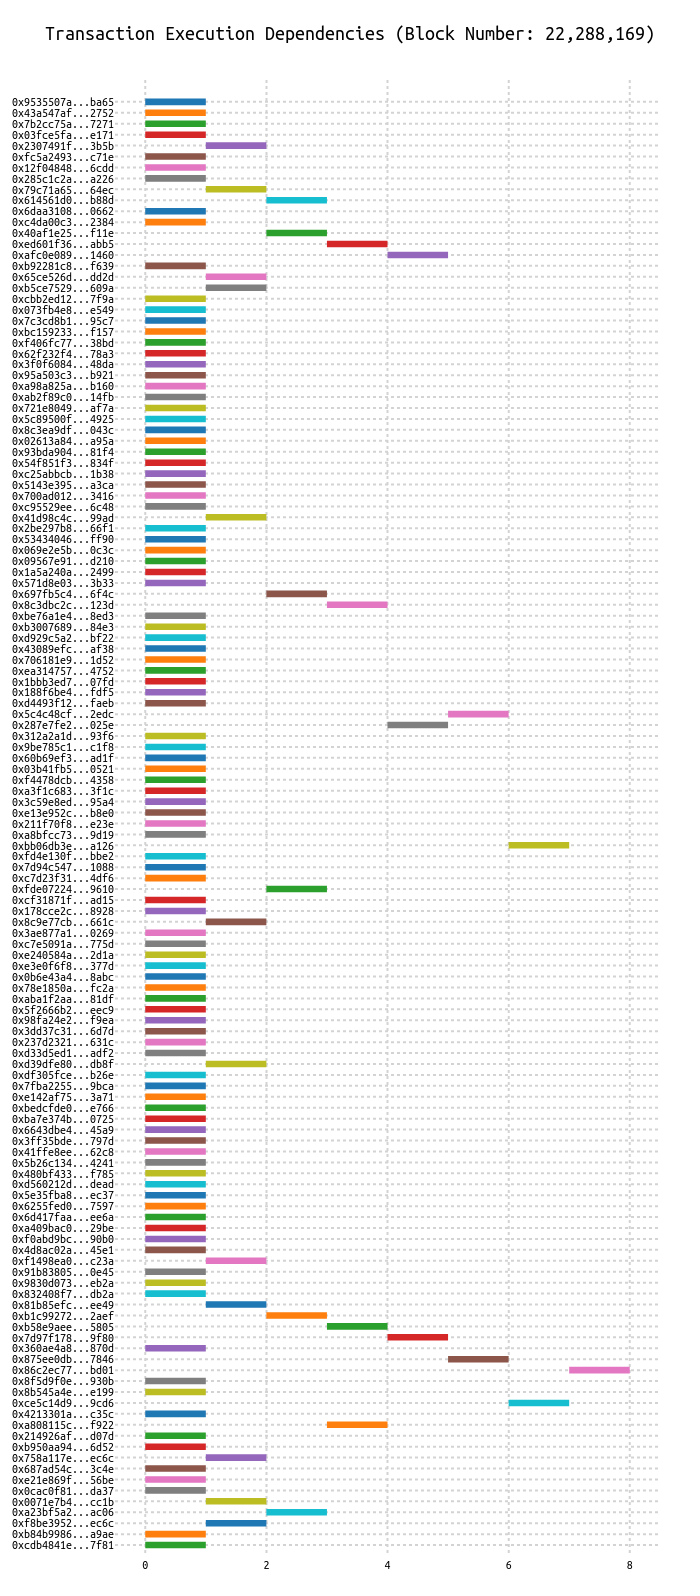 Transaction Execution Dependencies (Block Number: 22,288,169)
0x9535507a...ba65
0x43a547af...2752
0x7b2cc75a...7271
0x03fce5fa...e171
0x2307491f...3b5b
0xfc5a2493...c71e
0x12f04848...6cdd
0x285c1c2a...a226
0x79c71a65...64ec
0x614561d0...b88d
0x6daa3108...0662
0xc4da00c3...2384
0x40af1e25...f11e
0xed601f36...abb5
0xafc0e089...1460
0xb92281c8...f639
0x65ce526d...dd2d
0xb5ce7529...609a
0xcbb2ed12...7f9a
0x073fb4e8...e549
0x7c3cd8b1...95c7
0xbc159233...f157
0xf406fc77...38bd
0x62f232f4...78a3
0x3f0f6084...48da
0x95a503c3...b921
0xa98a825a...b160
0xab2f89c0...14fb
0x721e8049...af7a
0x5c89500f...4925
0x8c3ea9df...043c
0x02613a84...a95a
0x93bda904...81f4
0x54f851f3...834f
0xc25abbcb...1b38
0x5143e395...a3ca
0x700ad012...3416
0xc95529ee...6c48
0x41d98c4c...99ad
0x2be297b8...66f1
0x53434046...ff90
0x069e2e5b...0c3c
0x09567e91...d210
0x1a5a240a...2499
0x571d8e03...3b33
0x697fb5c4...6f4c
0x8c3dbc2c...123d
0xbe76a1e4...8ed3
0xb3007689...84e3
0xd929c5a2...bf22
0x43089efc...af38
0x706181e9...1d52
0xea314757...4752
0x1bbb3ed7...07fd
0x188f6be4...fdf5
0xd4493f12...faeb
0x5c4c48cf...2edc
0x287e7fe2...025e
0x312a2a1d...93f6
0x9be785c1...c1f8
0x60b69ef3...ad1f
0x03b41fb5...0521
0xf4478dcb...4358
0xa3f1c683...3f1c
0x3c59e8ed...95a4
0xe13e952c...b8e0
0x211f70f8...e23e
0xa8bfcc73...9d19
0xbb06db3e...a126
0xfd4e130f...bbe2
0x7d94c547...1088
0xc7d23f31...4df6
0xfde07224...9610
0xcf31871f...ad15
0x178cce2c...8928
0x8c9e77cb...661c
0x3ae877a1...0269
0xc7e5091a...775d
0xe240584a...2d1a
0xe3e0f6f8...377d
0x0b6e43a4...8abc
0x78e1850a...fc2a
0xaba1f2aa...81df
0x5f2666b2...eec9
0x98fa24e2...f9ea
0x3dd37c31...6d7d
0x237d2321...631c
0xd33d5ed1...adf2
0xd39dfe80...db8f
0xdf305fce...b26e
0x7fba2255...9bca
0xe142af75...3a71
0xbedcfde0...e766
0xba7e374b...0725
0x6643dbe4...45a9
0x3ff35bde...797d
0x41ffe8ee...62c8
0x5b26c134...4241
0x480bf433...f785
0xd560212d...dead
0x5e35fba8...ec37
0x6255fed0...7597
0x6d417faa...ee6a
0xa409bac0...29be
0xf0abd9bc...90b0
0x4d8ac02a...45e1
0xf1498ea0...c23a
0x91b83805...0e45
0x9830d073...eb2a
0x832408f7...db2a
0x81b85efc...ee49
0xb1c99272...2aef
0xb58e9aee...5805
0x7d97f178...9f80
0x360ae4a8...870d
0x875ee0db...7846
0x86c2ec77...bd01
0x8f5d9f0e...930b
0x8b545a4e...e199
0xce5c14d9...9cd6
0x4213301a...c35c
0xa808115c...f922
0x214926af...d07d
0xb950aa94...6d52
0x758a117e...ec6c
0x687ad54c...3c4e
0xe21e869f...56be
0x0cac0f81...da37
0x0071e7b4...cc1b
0xa23bf5a2...ac06
0xf8be3952...ec6c
0xb84b9986...a9ae
0xcdb4841e...7f81
0 2 4 6 8